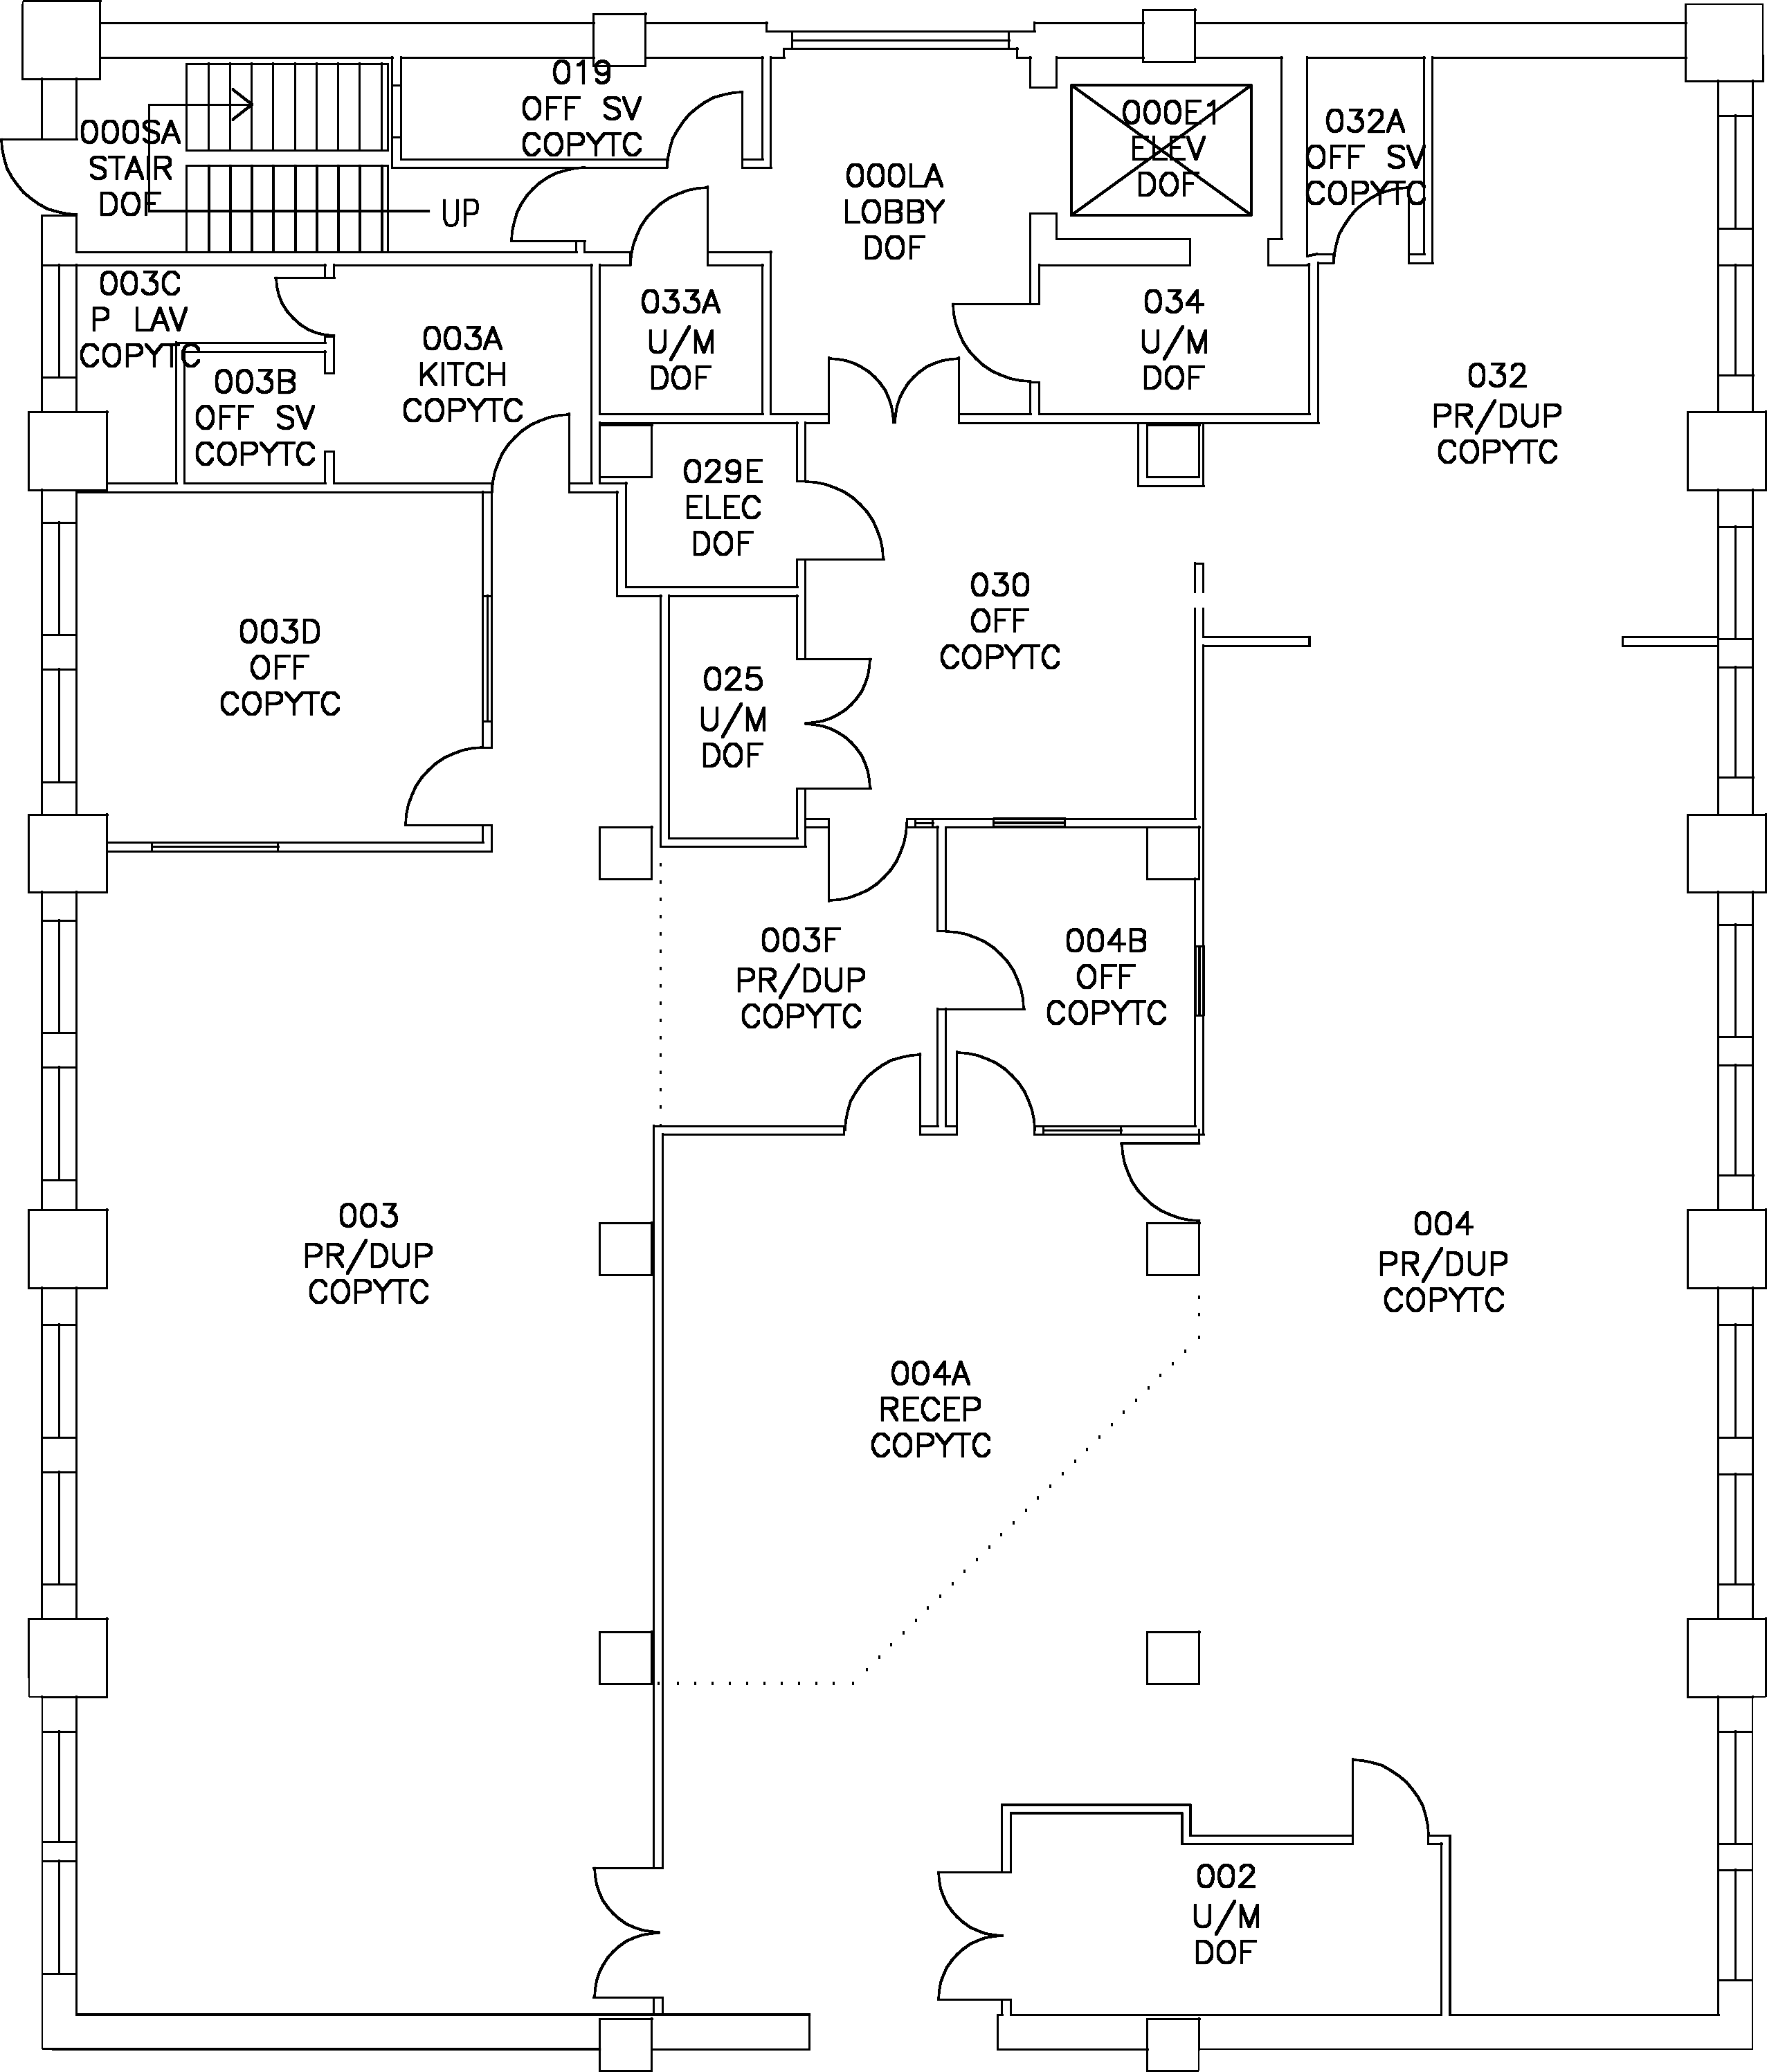 019
OFF SV
COPYTC
000SA
STAIR
DOF
UP
000LA
LOBBY
DOF
000E1
ELEV
DOF
032A
OFF SV
COPYTC
003C
P LAV
COPYTC
003B
OFF SV
COPYTC
003A
KITCH
COPYTC
033A
U/M
DOF
034
U/M
DOF
032
PR/DUP
COPYTC
029E
ELEC
DOF
030
OFF
COPYTC
003D
OFF
COPYTC
025
U/M
DOF
003F
PR/DUP
COPYTC
004B
OFF
COPYTC
003
PR/DUP
COPYTC
004
PR/DUP
COPYTC
004A
RECEP
COPYTC
002
U/M
DOF